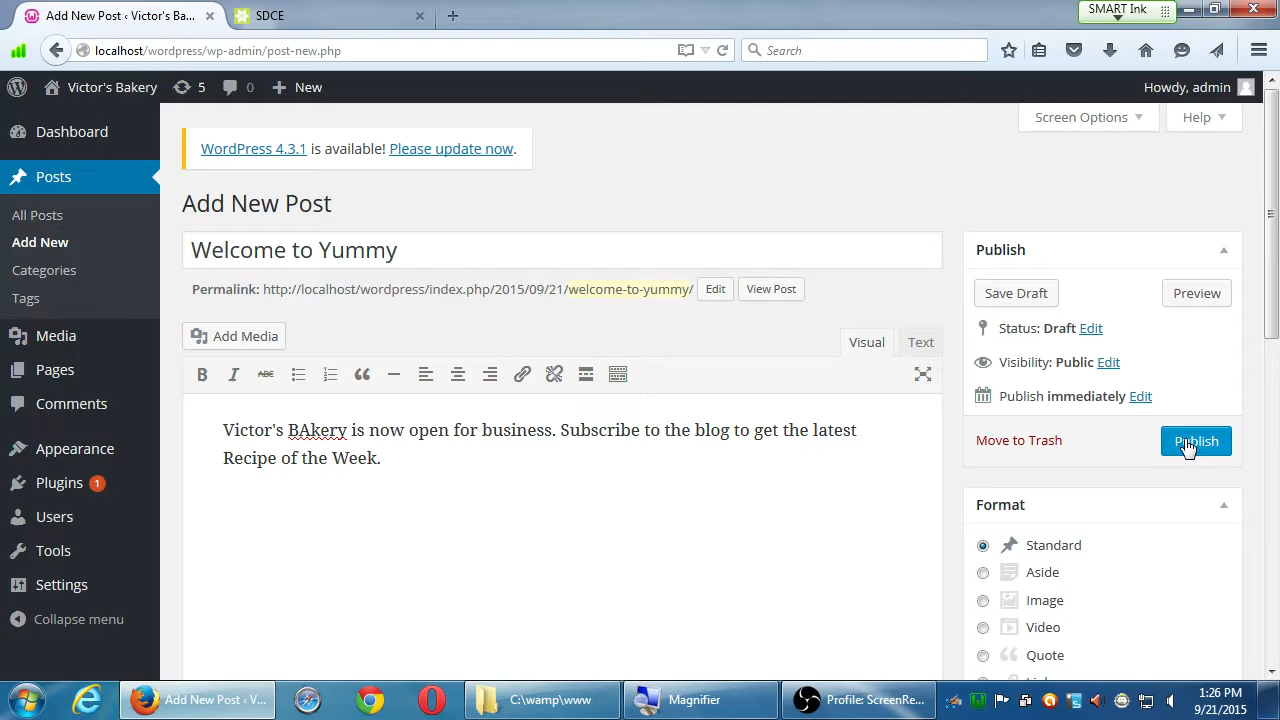 Add New Post ‹ Victor's Ba...
SDCE
SMART Ink
localhost/wordpress/wp-admin/post-new.php
Search
Victor's Bakery
5
0
New
Howdy, admin
Screen Options
Help
Dashboard
Posts
All Posts
Add New
Categories
Tags
Media
Pages
Comments
Appearance
Plugins 1
Users
Tools
Settings
Collapse menu
WordPress 4.3.1 is available! Please update now.
Add New Post
Welcome to Yummy
Permalink: http://localhost/wordpress/index.php/2015/09/21/welcome-to-yummy/ Edit View Post
Add Media
Visual
Text
B I ABC
Victor's BAkery is now open for business. Subscribe to the blog to get the latest
Recipe of the Week.
Publish
Save Draft
Preview
Status: Draft Edit
Visibility: Public Edit
Publish immediately Edit
Move to Trash
Publish
Format
Standard
Aside
Image
Video
Quote
Add New Post ‹ V...
C:\wamp\www
Magnifier
Profile: ScreenRe...
1:26 PM
9/21/2015